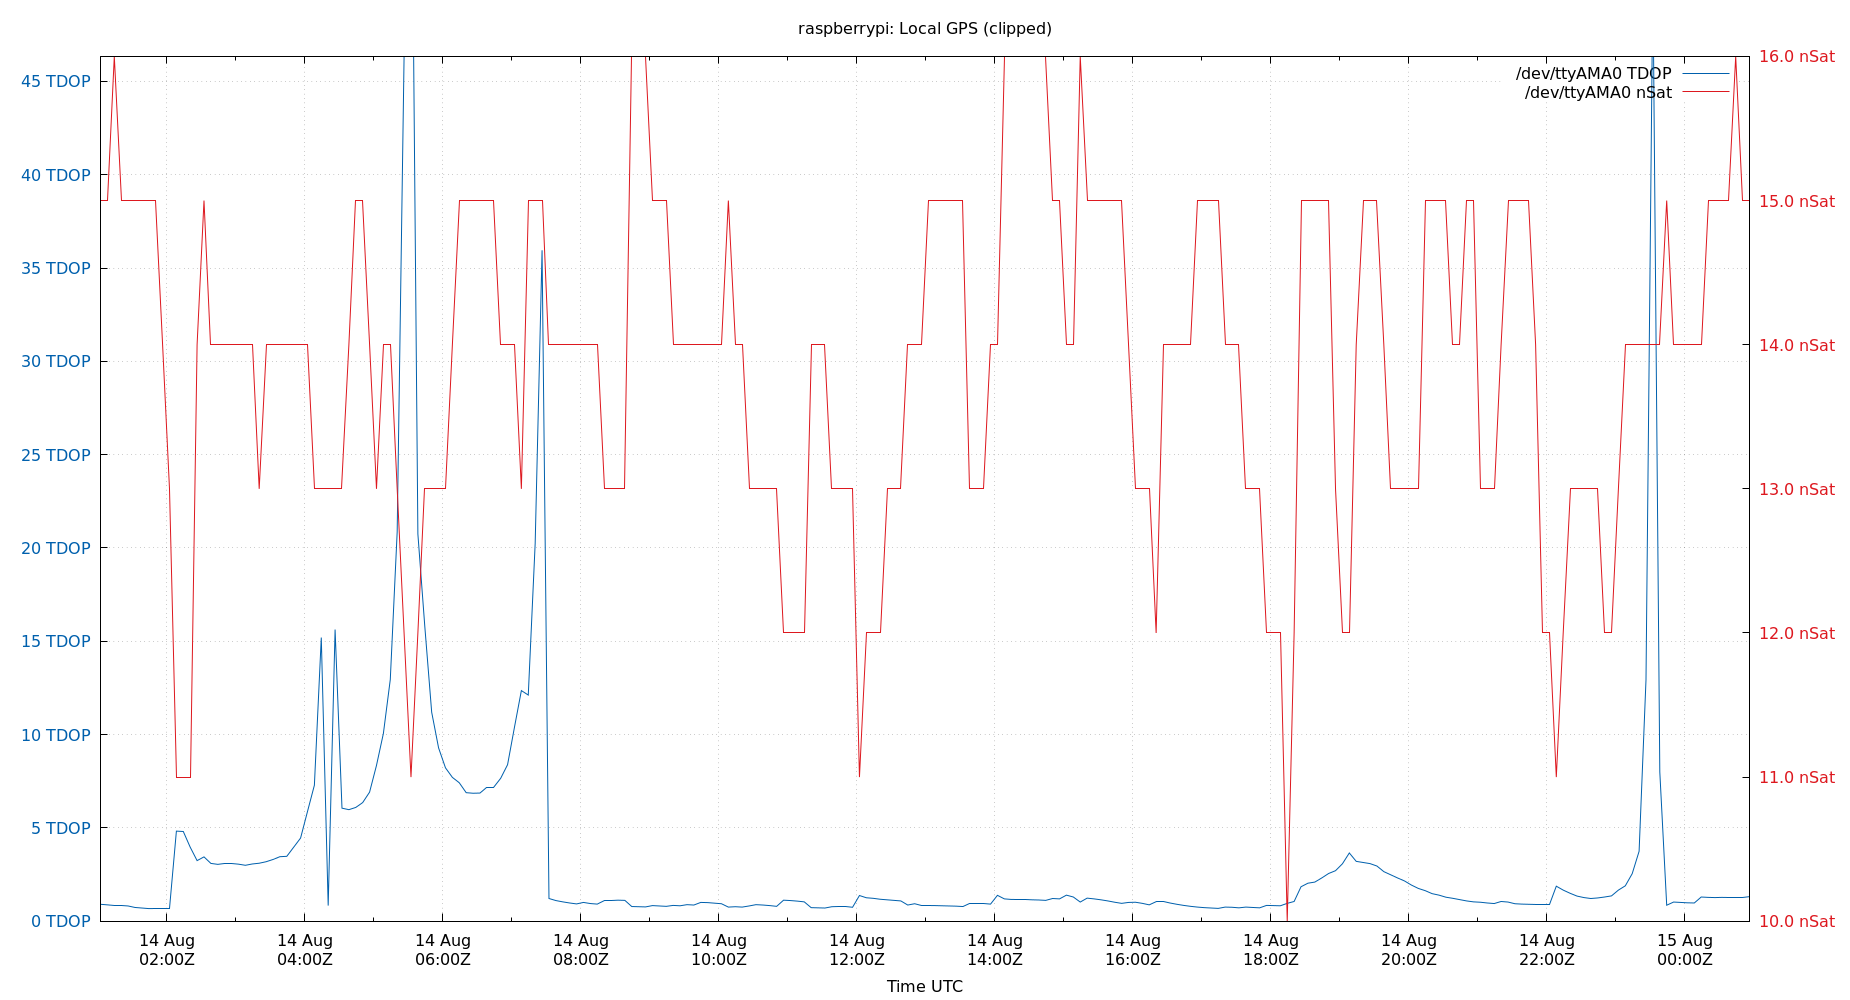 raspberrypi: Local GPS (clipped)
/dev/ttyAMA0 TDOP
/dev/ttyAMA0 nSat
45 TDOP
40 TDOP
35 TDOP
30 TDOP
25 TDOP
20 TDOP
15 TDOP
10 TDOP
5 TDOP
0 TDOP
16.0 nSat
15.0 nSat
14.0 nSat
13.0 nSat
12.0 nSat
11.0 nSat
10.0 nSat
14 Aug 14 Aug 14 Aug 14 Aug 14 Aug 14 Aug 14 Aug 14 Aug 14 Aug 14 Aug 14 Aug 15 Aug
02:00Z 04:00Z 06:00Z 08:00Z 10:00Z 12:00Z 14:00Z 16:00Z 18:00Z 20:00Z 22:00Z 00:00Z
Time UTC